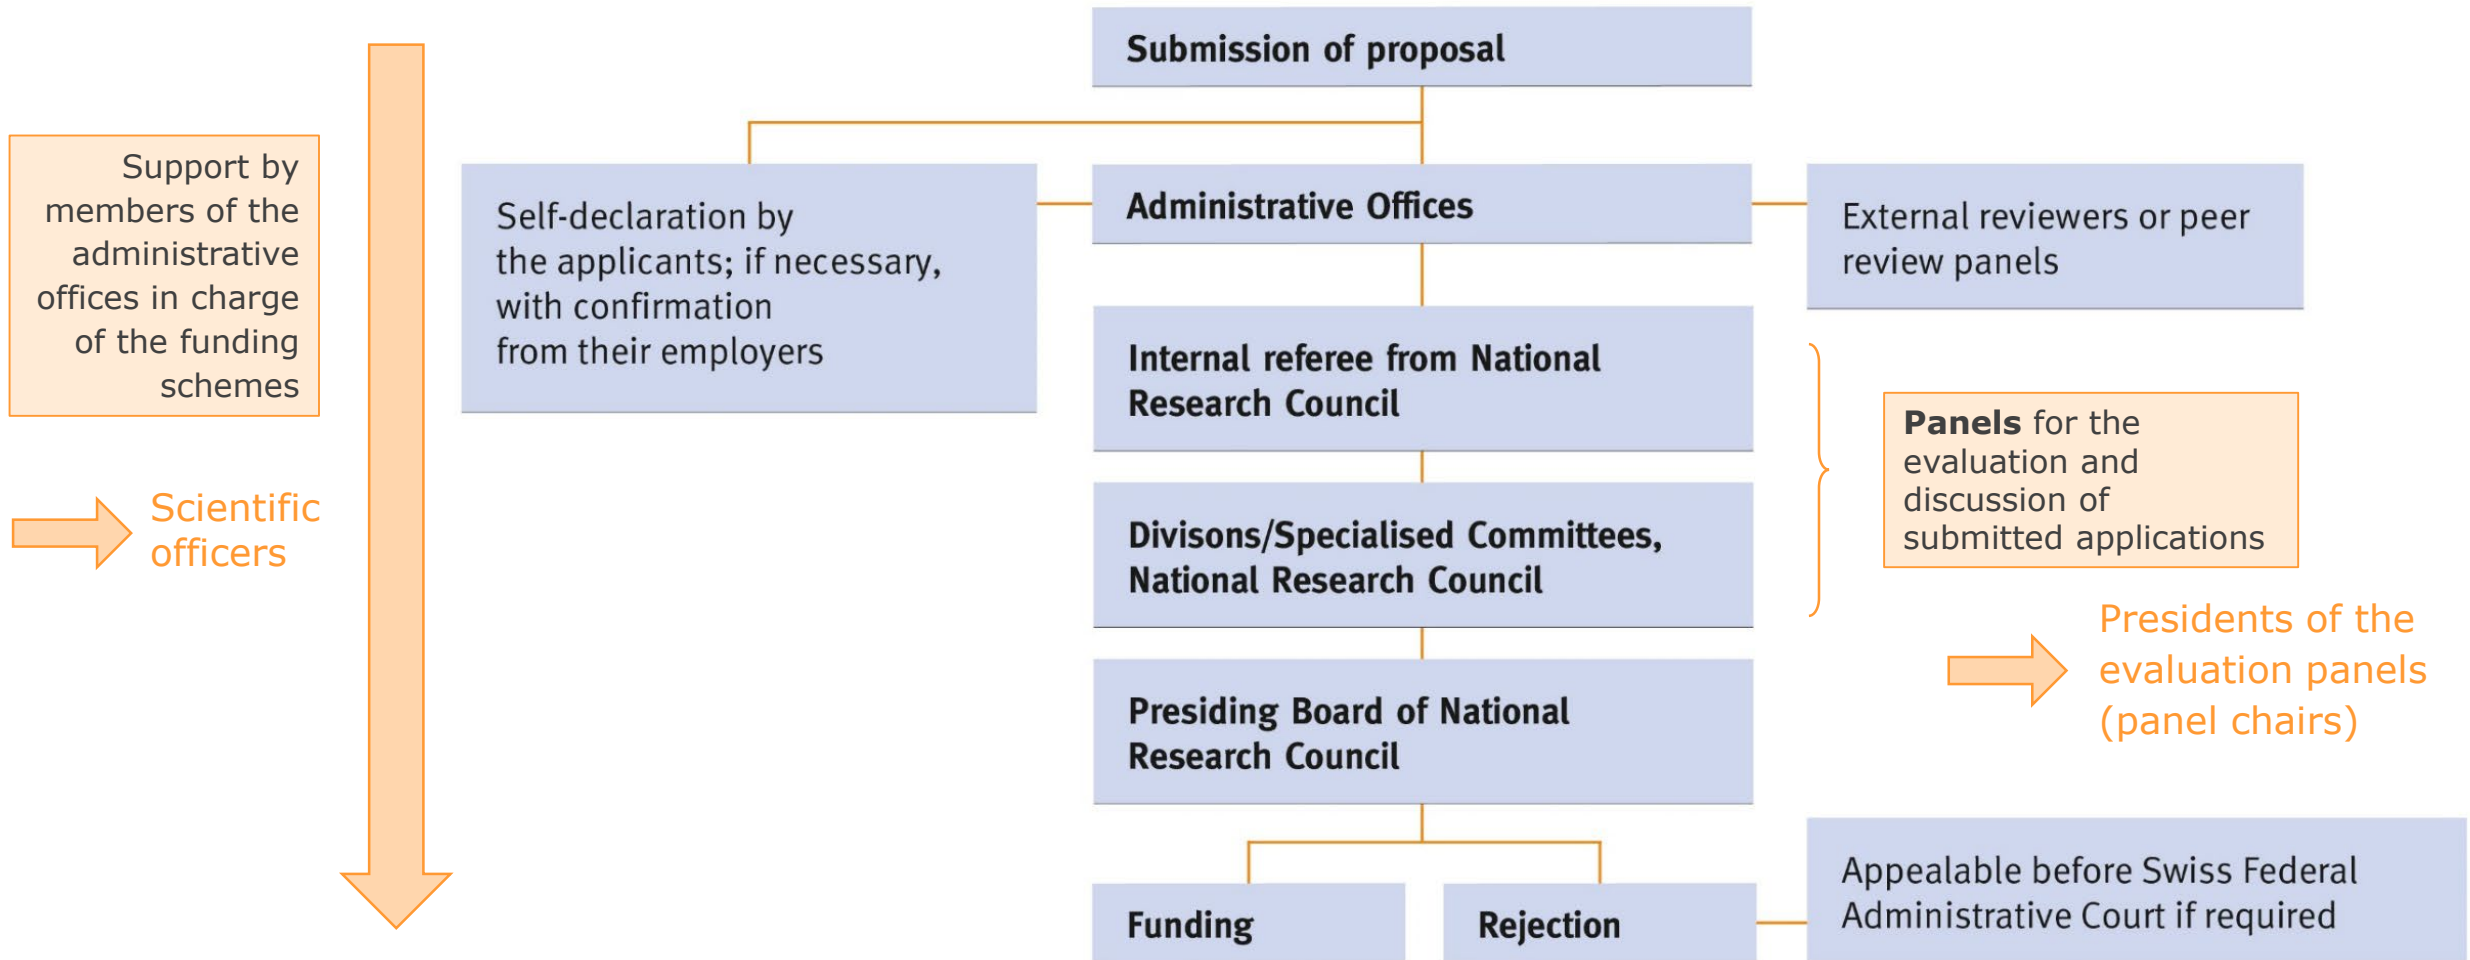 Submission of proposal
Support by
members of the
administrative
offices in charge
of the funding
schemes
Scientific
officers
Self-declaration by
the applicants; if necessary,
with confirmation
from their employers
Administrative Offices
External reviewers or peer
review panels
Internal referee from National
Research Council
Divisons/Specialised Committees,
National Research Council
Panels for the
evaluation and
discussion of
submitted applications
Presidents of the
evaluation panels
(panel chairs)
Presiding Board of National
Research Council
Funding
Rejection
Appealable before Swiss Federal
Administrative Court if required